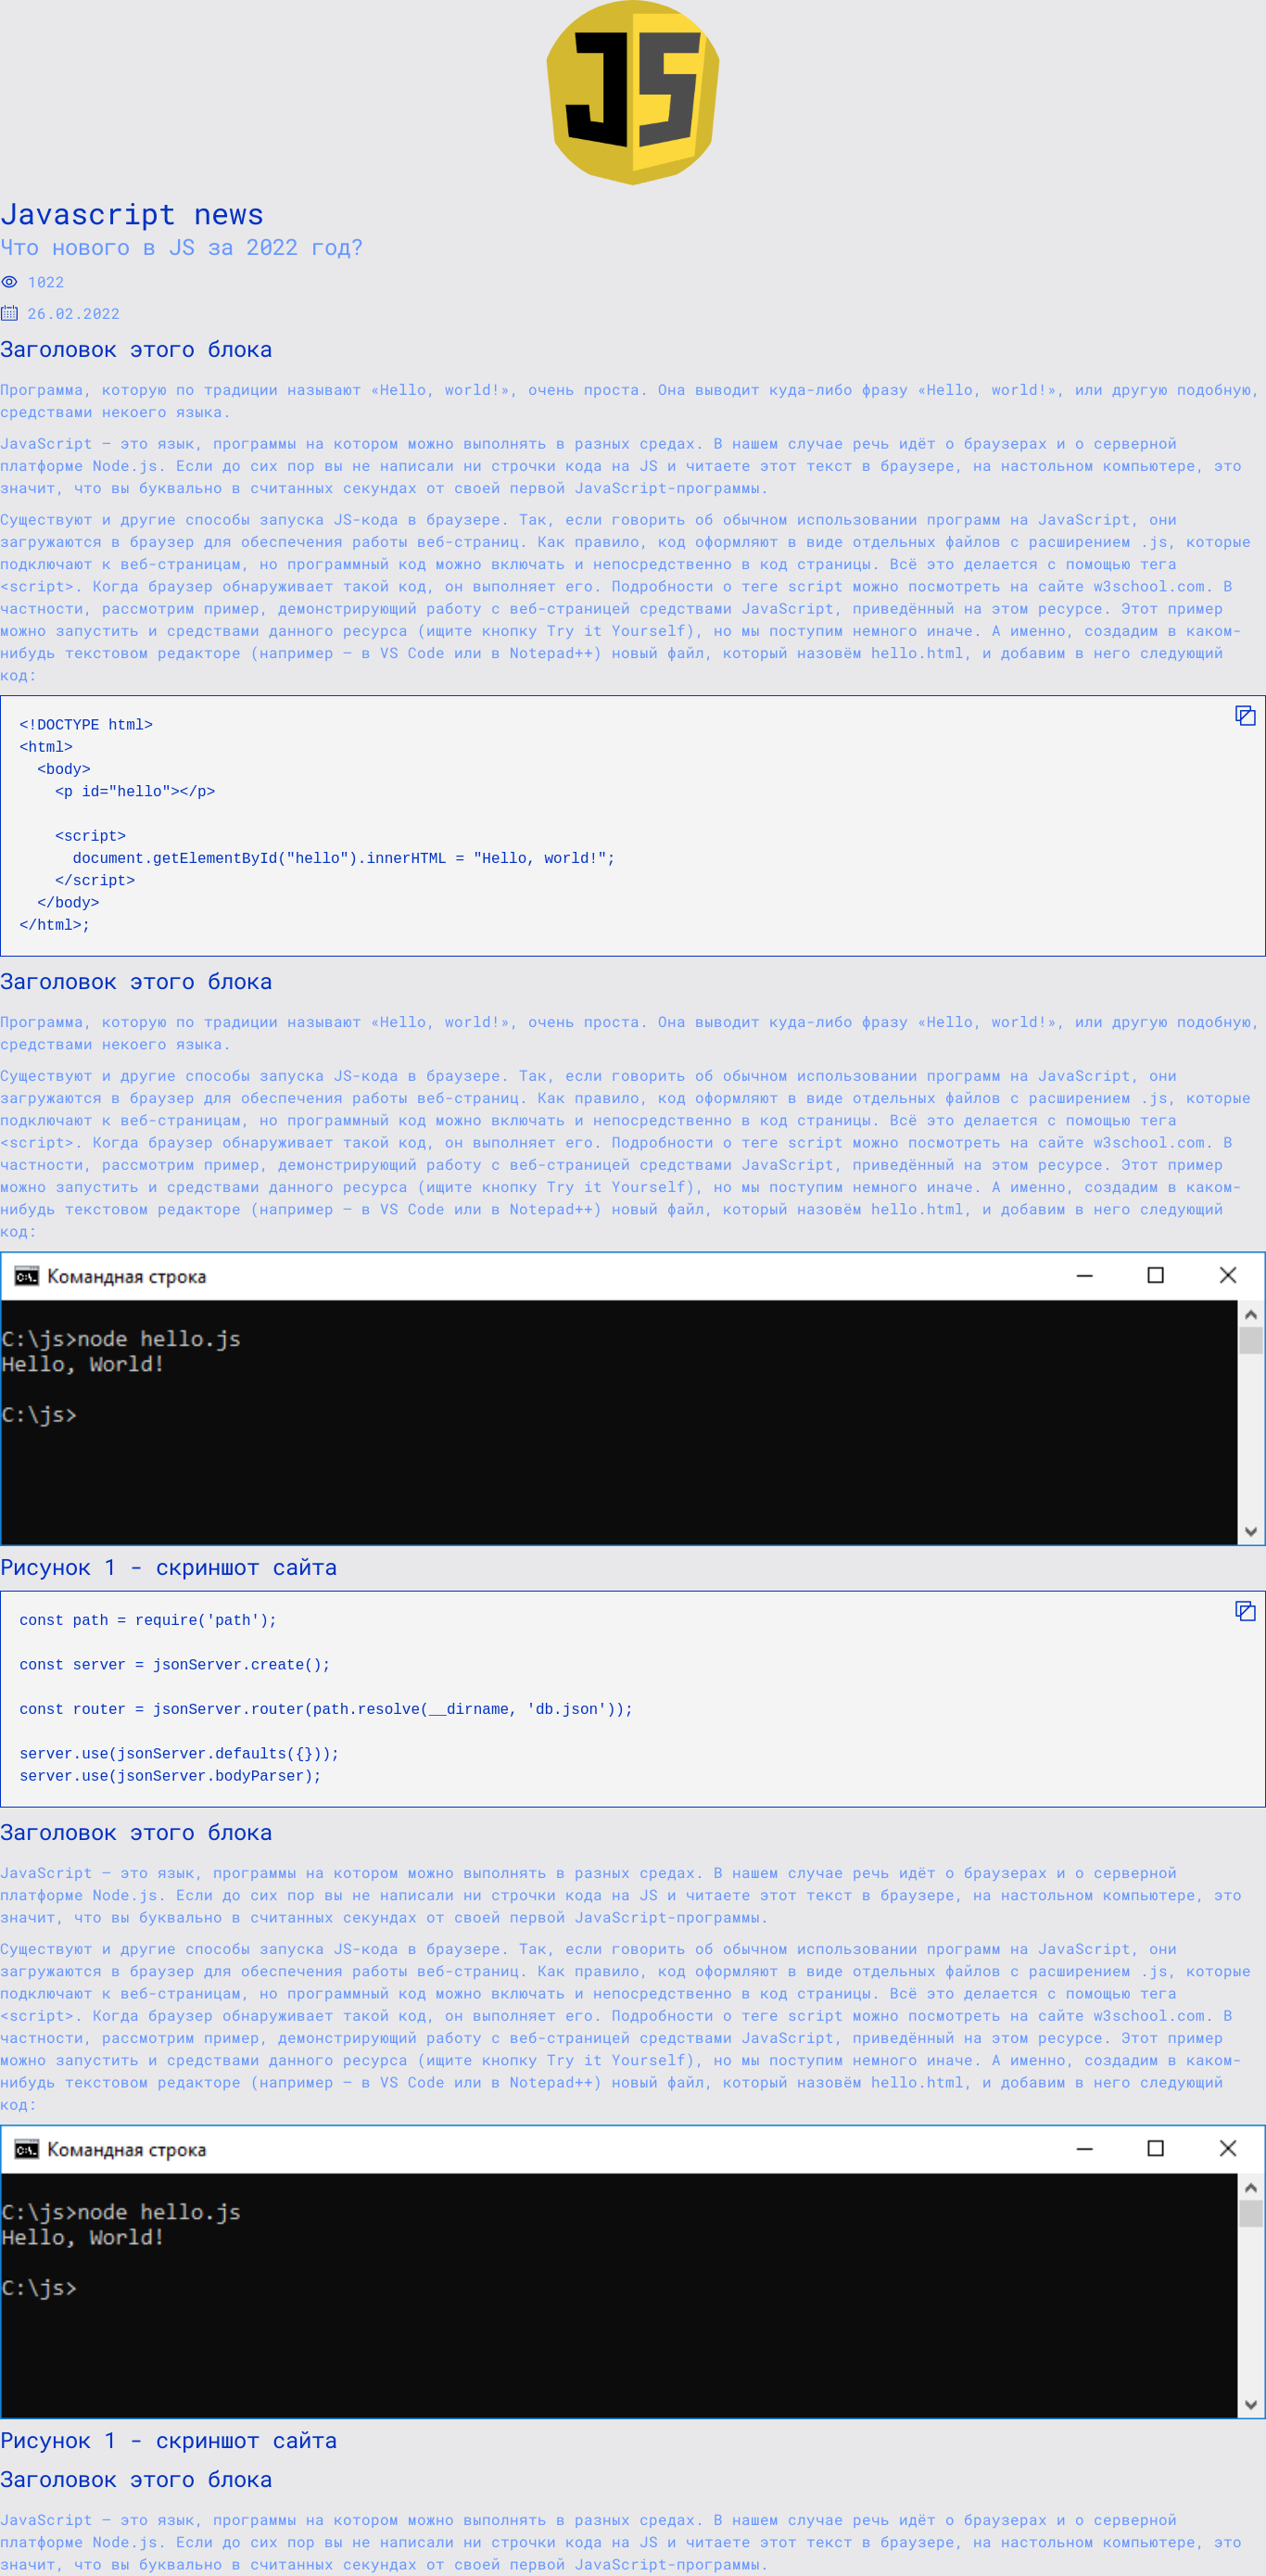 JS
Javascript news
Что нового в JS за 2022 год?
1022
26.02.2022
Заголовок этого блока
Программа, которую по традиции называют «Hello, world!», очень проста. Она выводит куда-либо фразу «Hello, world!», или другую подобную,
средствами некоего языка.
JavaScript — это язык, программы на котором можно выполнять в разных средах. В нашем случае речь идёт о браузерах и о серверной
платформе Node.js. Если до сих пор вы не написали ни строчки кода на JS и читаете этот текст в браузере, на настольном компьютере, это
значит, что вы буквально в считанных секундах от своей первой JavaScript-программы.
Существуют и другие способы запуска JS-кода в браузере. Так, если говорить об обычном использовании программ на JavaScript, они
загружаются в браузер для обеспечения работы веб-страниц. Как правило, код оформляют в виде отдельных файлов с расширением .js, которые
подключают к веб-страницам, но программный код можно включать и непосредственно в код страницы. Всё это делается с помощью тега
<script>. Когда браузер обнаруживает такой код, он выполняет его. Подробности о теге script можно посмотреть на сайте w3school.com. В
частности, рассмотрим пример, демонстрирующий работу с веб-страницей средствами JavaScript, приведённый на этом ресурсе. Этот пример
можно запустить и средствами данного ресурса (ищите кнопку Try it Yourself), но мы поступим немного иначе. А именно, создадим в каком-
нибудь текстовом редакторе (например — в VS Code или в Notepad++) новый файл, который назовём hello.html, и добавим в него следующий
код:
<!DOCTYPE html>
<html>
<body>
<p id="hello"></p>
<script>
document.getElementById("hello").innerHTML = "Hello, world!";
</script>
</body>
</html>;
Заголовок этого блока
Программа, которую по традиции называют «Hello, world!», очень проста. Она выводит куда-либо фразу «Hello, world!», или другую подобную,
средствами некоего языка.
Существуют и другие способы запуска JS-кода в браузере. Так, если говорить об обычном использовании программ на JavaScript, они
загружаются в браузер для обеспечения работы веб-страниц. Как правило, код оформляют в виде отдельных файлов с расширением .js, которые
подключают к веб-страницам, но программный код можно включать и непосредственно в код страницы. Всё это делается с помощью тега
<script>. Когда браузер обнаруживает такой код, он выполняет его. Подробности о теге script можно посмотреть на сайте w3school.com. В
частности, рассмотрим пример, демонстрирующий работу с веб-страницей средствами JavaScript, приведённый на этом ресурсе. Этот пример
можно запустить и средствами данного ресурса (ищите кнопку Try it Yourself), но мы поступим немного иначе. А именно, создадим в каком-
нибудь текстовом редакторе (например — в VS Code или в Notepad++) новый файл, который назовём hello.html, и добавим в него следующий
код:
Командная строка
C:\js>node hello.js
Hello, World!
C:\js>
Рисунок 1 - скриншот сайта
const path = require('path');
const server = jsonServer.create();
const router = jsonServer.router(path.resolve(__dirname, 'db.json'));
server.use(jsonServer.defaults({}));
server.use(jsonServer.bodyParser);
Заголовок этого блока
JavaScript — это язык, программы на котором можно выполнять в разных средах. В нашем случае речь идёт о браузерах и о серверной
платформе Node.js. Если до сих пор вы не написали ни строчки кода на JS и читаете этот текст в браузере, на настольном компьютере, это
значит, что вы буквально в считанных секундах от своей первой JavaScript-программы.
Существуют и другие способы запуска JS-кода в браузере. Так, если говорить об обычном использовании программ на JavaScript, они
загружаются в браузер для обеспечения работы веб-страниц. Как правило, код оформляют в виде отдельных файлов с расширением .js, которые
подключают к веб-страницам, но программный код можно включать и непосредственно в код страницы. Всё это делается с помощью тега
<script>. Когда браузер обнаруживает такой код, он выполняет его. Подробности о теге script можно посмотреть на сайте w3school.com. В
частности, рассмотрим пример, демонстрирующий работу с веб-страницей средствами JavaScript, приведённый на этом ресурсе. Этот пример
можно запустить и средствами данного ресурса (ищите кнопку Try it Yourself), но мы поступим немного иначе. А именно, создадим в каком-
нибудь текстовом редакторе (например — в VS Code или в Notepad++) новый файл, который назовём hello.html, и добавим в него следующий
код:
Командная строка
C:\js>node hello.js
Hello, World!
C:\js>
Рисунок 1 - скриншот сайта
Заголовок этого блока
JavaScript — это язык, программы на котором можно выполнять в разных средах. В нашем случае речь идёт о браузерах и о серверной
платформе Node.js. Если до сих пор вы не написали ни строчки кода на JS и читаете этот текст в браузере, на настольном компьютере, это
значит, что вы буквально в считанных секундах от своей первой JavaScript-программы.